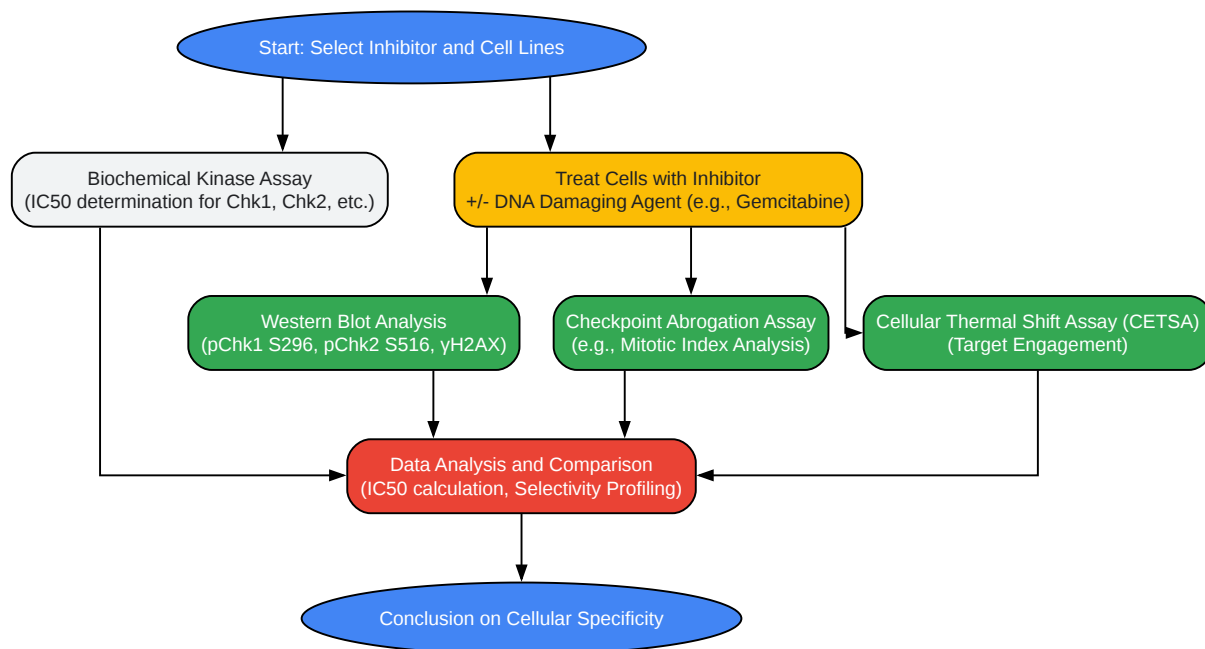 Start: Select Inhibitor and Cell Lines
Biochemical Kinase Assay
(IC50 determination for Chk1, Chk2, etc.)
Treat Cells with Inhibitor
+/- DNA Damaging Agent (e.g., Gemcitabine)
Western Blot Analysis
(pChk1 S296, pChk2 S516, γH2AX)
Checkpoint Abrogation Assay
(e.g., Mitotic Index Analysis)
Cellular Thermal Shift Assay (CETSA)
(Target Engagement)
Data Analysis and Comparison
(IC50 calculation, Selectivity Profiling)
Conclusion on Cellular Specificity